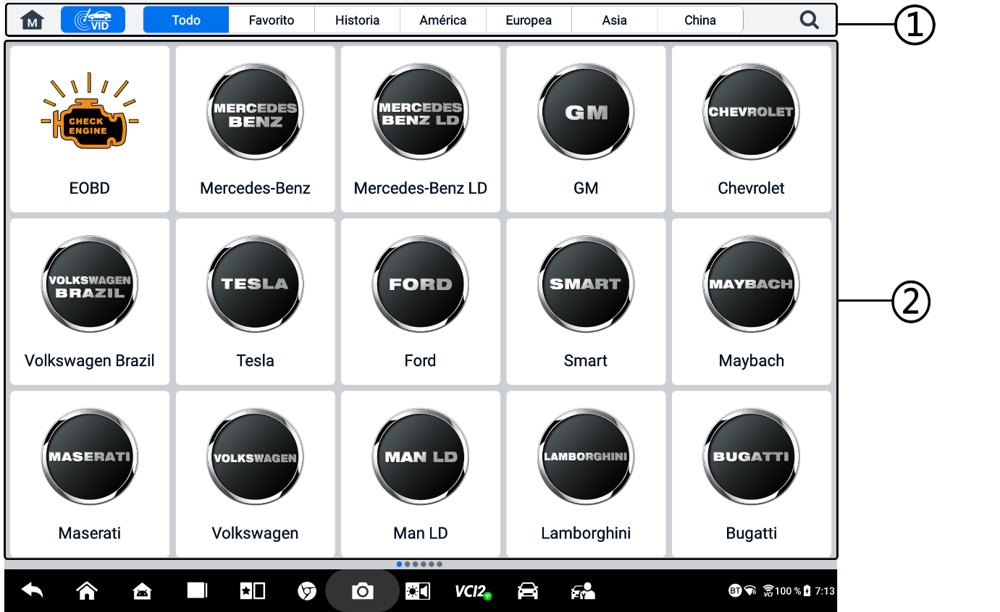 M
VID
Todo
Favorito
Historia
América
Europea
Asia
China
①
CHECK
ENGINE
EOBD
MERCEDES
BENZ
Mercedes-Benz
MERCEDES
BENZ LD
Mercedes-Benz LD
GM
GM
CHEVROLET
Chevrolet
VOLKSWAGEN
BRAZIL
Volkswagen Brazil
TESLA
Tesla
FORD
Ford
SMART
Smart
MAYBACH
Maybach
②
MASERATI
Maserati
VOLKSWAGEN
Volkswagen
MAN LD
Man LD
LAMBORGHINI
Lamborghini
BUGATTI
Bugatti
VCI2
BT
6
VCI
100 %
7:13